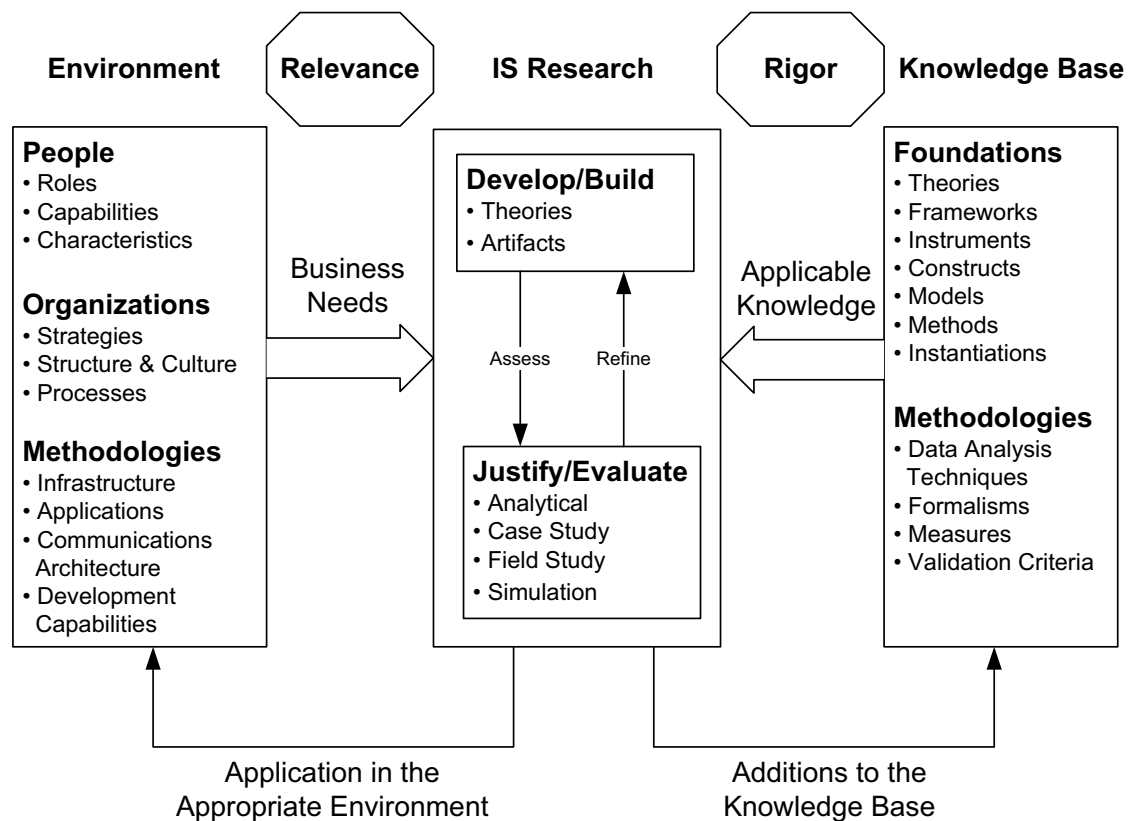 Environment
Relevance
IS Research
Rigor
Knowledge Base
People
• Roles
• Capabilities
• Characteristics
Organizations
• Strategies
• Structure & Culture
• Processes
Methodologies
• Infrastructure
• Applications
• Communications
Architecture
• Development
Capabilities
Business
Needs
Develop/Build
• Theories
• Artifacts
Assess
Refine
Justify/Evaluate
• Analytical
• Case Study
• Field Study
• Simulation
Applicable
Knowledge
Foundations
• Theories
• Frameworks
• Instruments
• Constructs
• Models
• Methods
• Instantiations
Methodologies
• Data Analysis
Techniques
• Formalisms
• Measures
• Validation Criteria
Application in the
Appropriate Environment
Additions to the
Knowledge Base